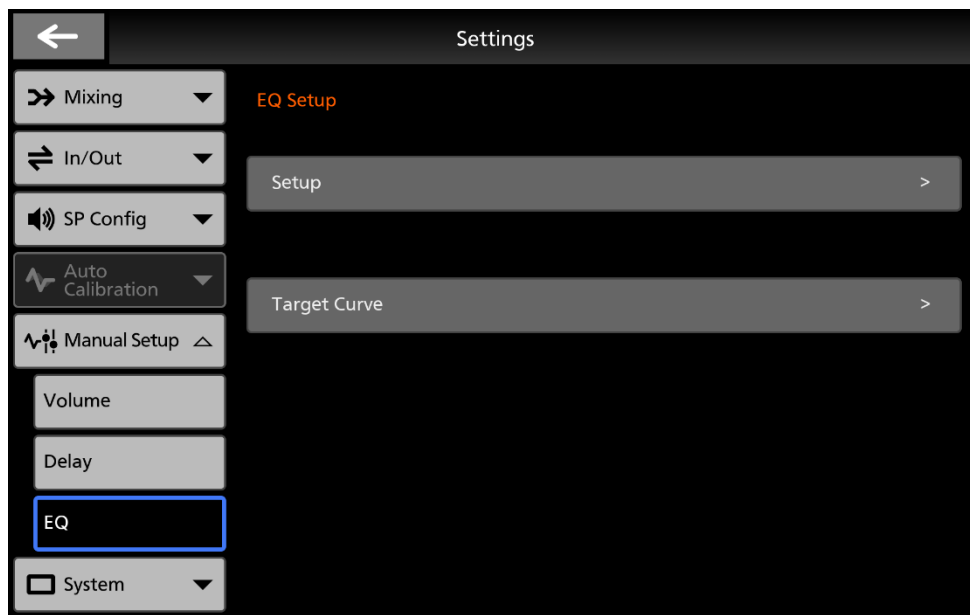 Settings
Mixing
In/Out
SP Config
Auto
Calibration
Manual Setup
Volume
Delay
EQ
System
EQ Setup
Setup >
Target Curve >